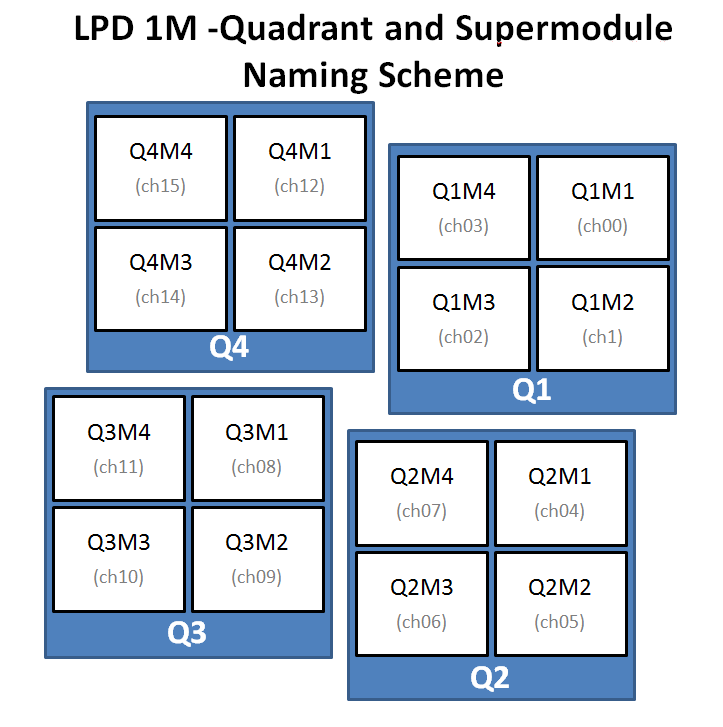 LPD 1M -Quadrant and Supermodule
Naming Scheme
Q4M4
(ch15)
Q4M1
(ch12)
Q4M3
(ch14)
Q4M2
(ch13)
Q4
Q1M4
(ch03)
Q1M1
(ch00)
Q1M3
(ch02)
Q1M2
(ch1)
Q1
Q3M4
(ch11)
Q3M1
(ch08)
Q3M3
(ch10)
Q3M2
(ch09)
Q3
Q2M4
(ch07)
Q2M1
(ch04)
Q2M3
(ch06)
Q2M2
(ch05)
Q2